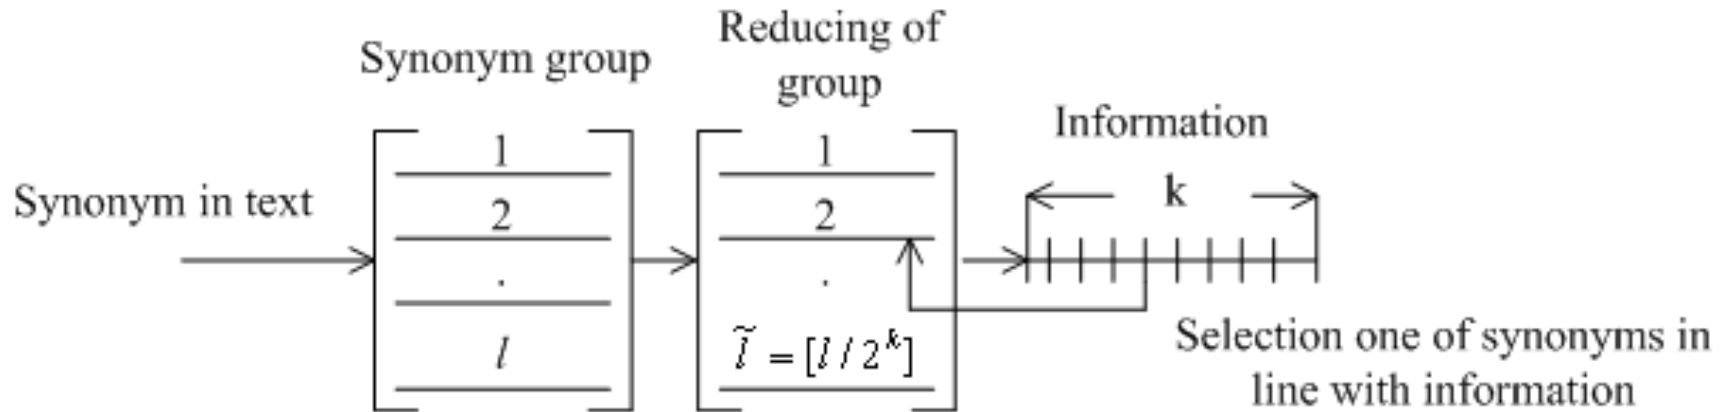 Synonym in text
Synonym group
1
2
.
l
Reducing of
group
1
2
.
l̃ = [l / 2^k]
Information
k
Selection one of synonyms in
line with information